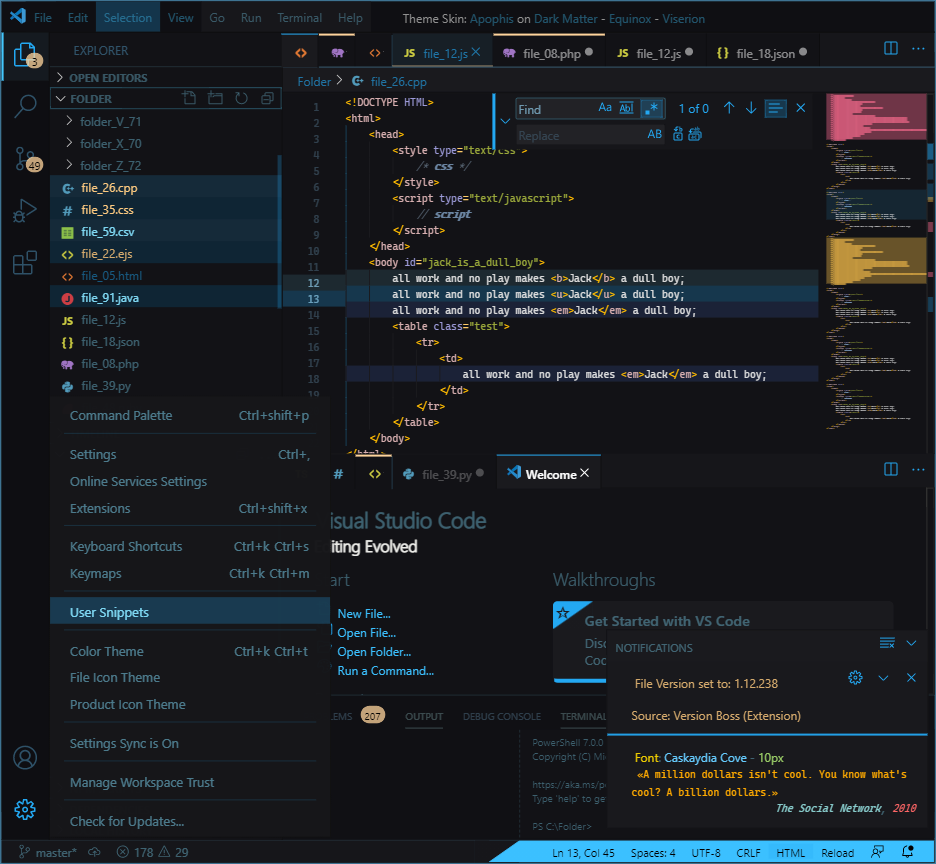 File Edit Selection View Go Run Terminal Help Theme Skin: Apophis on Dark Matter - Equinox - Viserion
EXPLORER
3
OPEN EDITORS
FOLDER
folder_V_71
folder_X_70
folder_Z_72
49
file_26.cpp
file_35.css
file_59.csv
file_22.ejs
file_05.html
file_91.java
JS file_12.js
{} file_18.json
file_08.php
file_39.py
JS file_12.js
file_08.php
JS file_12.js
{} file_18.json
Folder > file_26.cpp
Find Aa Abl .* 1 of 0
Replace AB
1 <!DOCTYPE HTML>
2 <html>
3 <head>
4 <style type="text/css">
5 /* css */
6 </style>
7 <script type="text/javascript">
8 // script
9 </script>
10 </head>
11 <body id="jack_is_a_dull_boy">
12 all work and no play makes <b>Jack</b> a dull boy;
13 all work and no play makes <u>Jack</u> a dull boy;
14 all work and no play makes <em>Jack</em> a dull boy;
15 <table class="test">
16 <tr>
17 <td>
18 all work and no play makes <em>Jack</em> a dull boy;
19 </td>
</tr>
</table>
</body>
</html>
Command Palette Ctrl+shift+p
Settings Ctrl+,
Online Services Settings
Extensions Ctrl+shift+x
Keyboard Shortcuts Ctrl+k Ctrl+s
Keymaps Ctrl+k Ctrl+m
User Snippets
Color Theme Ctrl+k Ctrl+t
File Icon Theme
Product Icon Theme
Settings Sync is On
Manage Workspace Trust
Check for Updates...
# <> file_39.py Welcome
isual Studio Code
iting Evolved
art
New File...
Open File...
Open Folder...
Run a Command...
Walkthroughs
Get Started with VS Code
Disc
Coc
NOTIFICATIONS
File Version set to: 1.12.238
Source: Version Boss (Extension)
Font: Caskaydia Cove - 10px
«A million dollars isn't cool. You know what's
cool? A billion dollars.»
The Social Network, 2010
LEMS 207 OUTPUT DEBUG CONSOLE TERMINAL
PowerShell 7.0.0
Copyright (C) Mi
https://aka.ms/p
Type 'help' to ge
PS C:\Folder>
master* 178 29 Ln 13, Col 45 Spaces: 4 UTF-8 CRLF HTML Reload